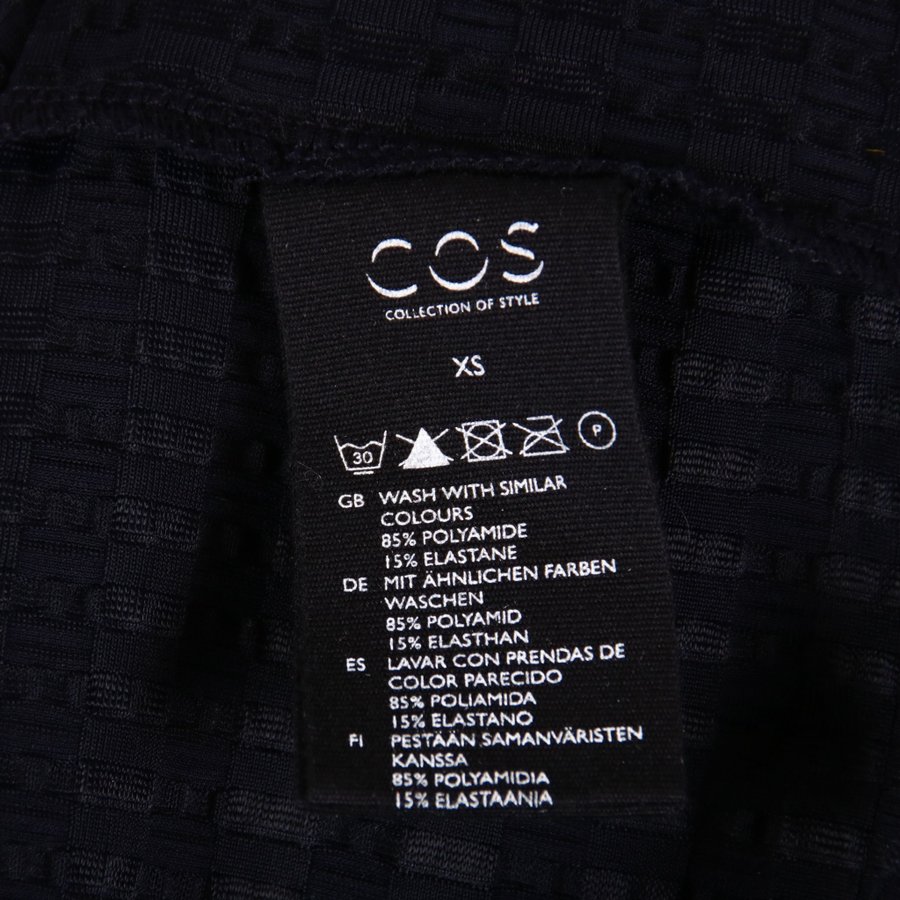 COS
COLLECTION OF STYLE
XS
30 P
GB WASH WITH SIMILAR
COLOURS
85% POLYAMIDE
15% ELASTANE
DE MIT ÄHNLICHEN FARBEN
WASCHEN
85% POLYAMID
15% ELASTHAN
ES LAVAR CON PRENDAS DE
COLOR PARECIDO
85% POLIAMIDA
15% ELASTANO
FI PESTÄÄN SAMANVÄRISTEN
KANSSA
85% POLYAMIDIA
15% ELASTAANIA